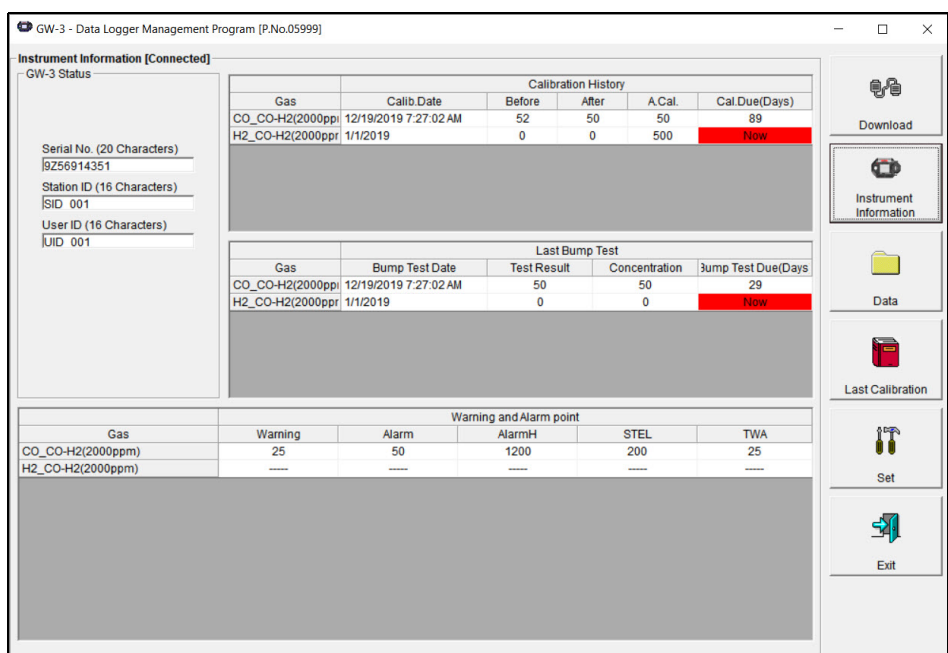 GW-3 - Data Logger Management Program [P.No.05999]
Instrument Information [Connected]
GW-3 Status
Serial No. (20 Characters)
9Z56914351
Station ID (16 Characters)
SID 001
User ID (16 Characters)
UID 001
Calibration History
Gas Calib.Date Before After A.Cal. Cal.Due(Days)
CO_CO-H2(2000ppm 12/19/2019 7:27:02 AM 52 50 50 89
H2_CO-H2(2000ppr 1/1/2019 0 0 500 Now
Last Bump Test
Gas Bump Test Date Test Result Concentration Bump Test Due(Days
CO_CO-H2(2000ppm 12/19/2019 7:27:02 AM 50 50 29
H2_CO-H2(2000ppr 1/1/2019 0 0 Now
Warning and Alarm point
Gas Warning Alarm AlarmH STEL TWA
CO_CO-H2(2000ppm) 25 50 1200 200 25
H2_CO-H2(2000ppm) ----- ----- ----- ----- -----
Download
Instrument
Information
Data
Last Calibration
Set
Exit